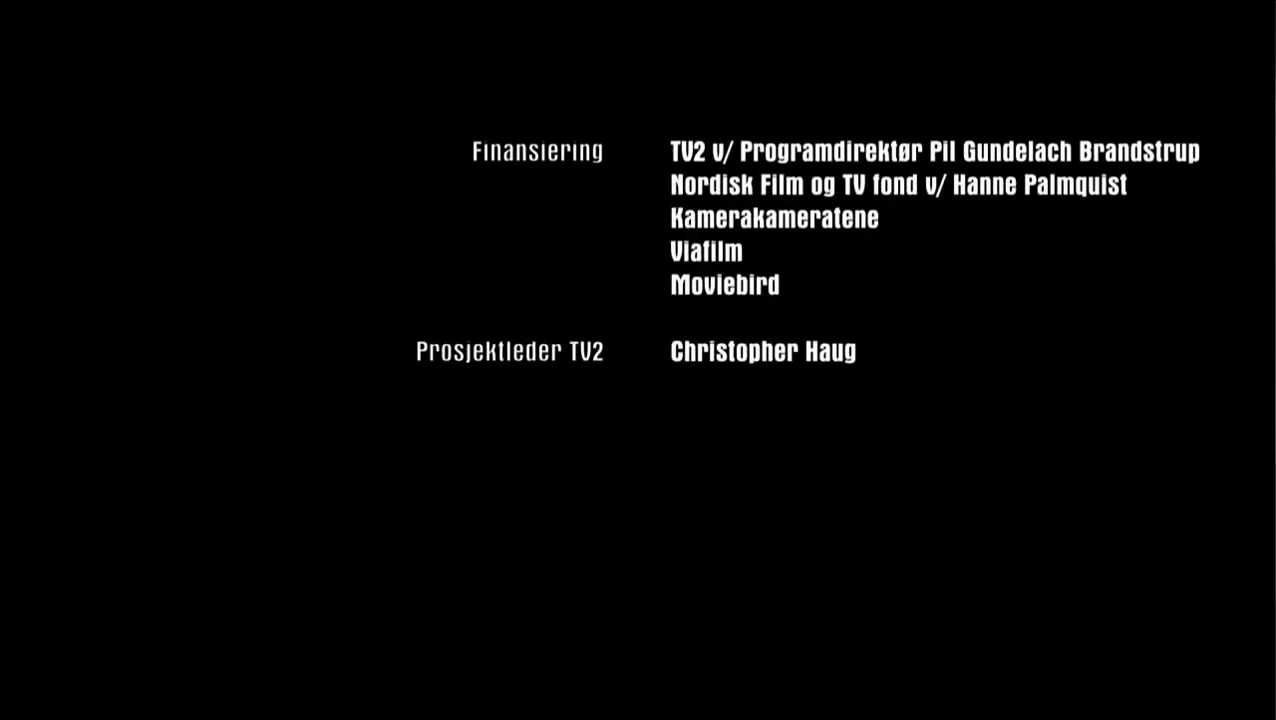 Finansiering TV2 v/ Programdirektør Pil Gundelach Brandstrup
Nordisk Film og TV fond v/ Hanne Palmquist
Kamerakameratene
Viafilm
Moviebird
Prosjektleder TV2 Christopher Haug